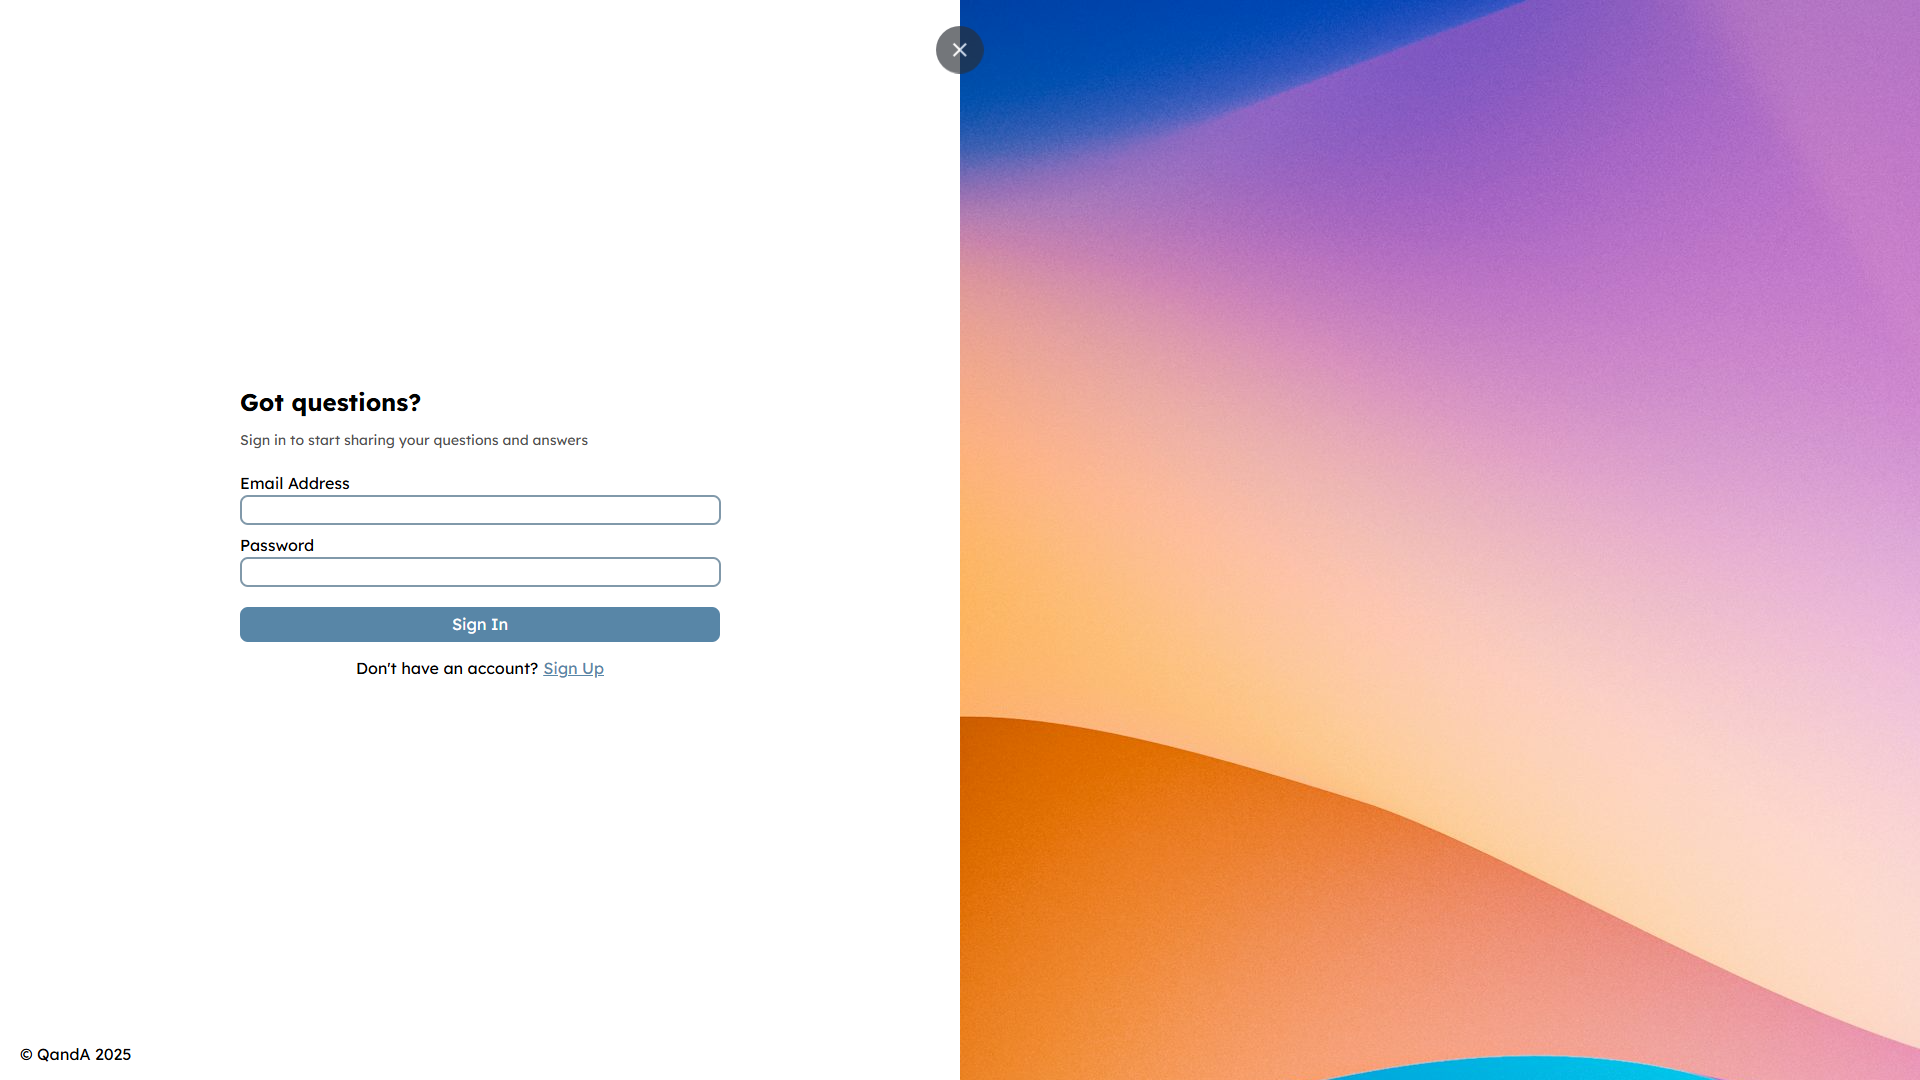 Got questions?
Sign in to start sharing your questions and answers
Email Address
Password
Sign In
Don't have an account? Sign Up
© QandA 2025